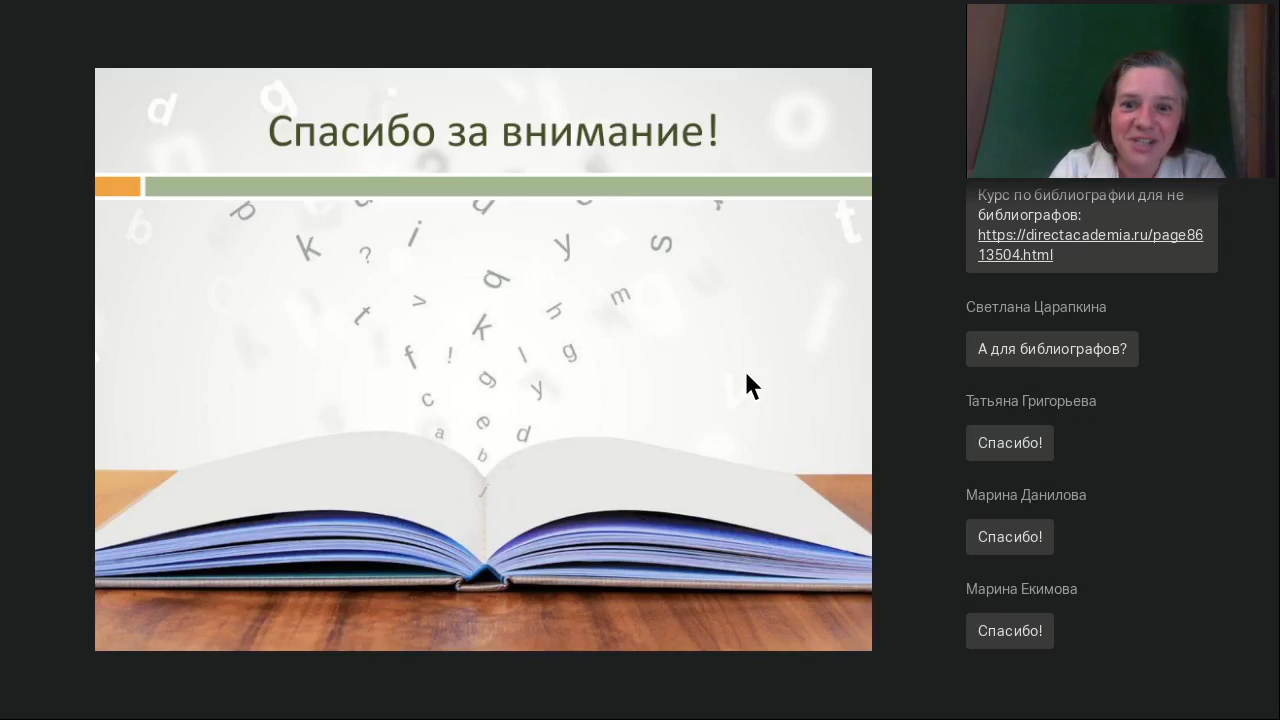 Спасибо за внимание!
Курс по библиографии для не
библиографов:
https://directacademia.ru/page86
13504.html
Светлана Царапкина
А для библиографов?
Татьяна Григорьева
Спасибо!
Марина Данилова
Спасибо!
Марина Екимова
Спасибо!